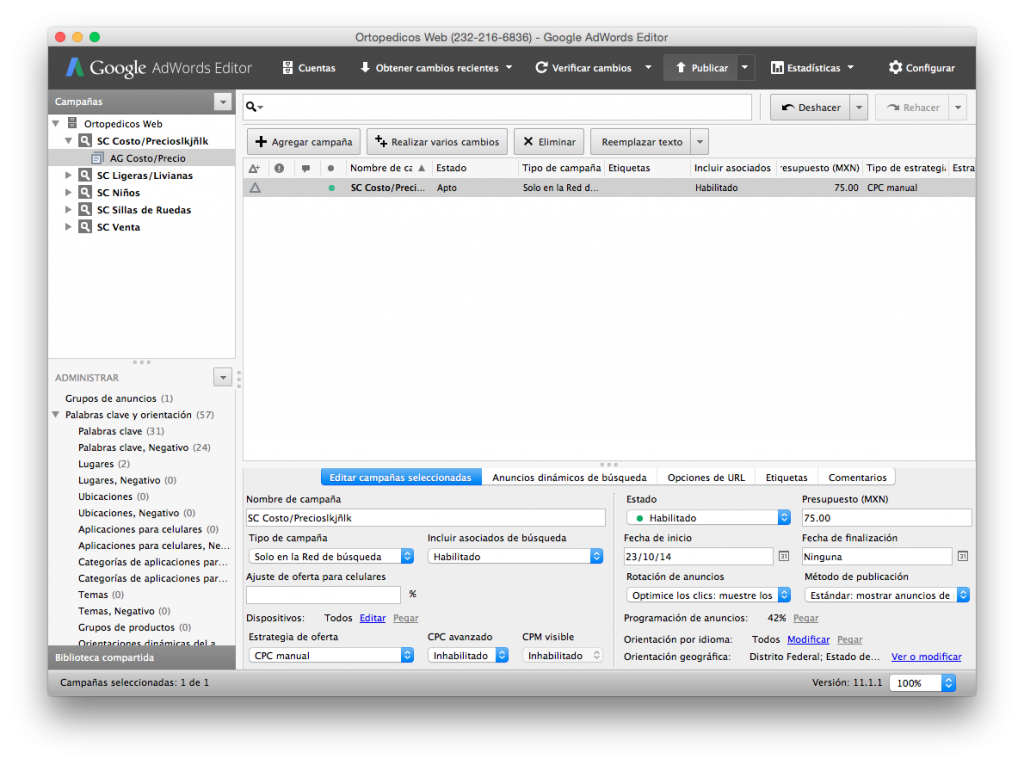 Ortopedicos Web (232-216-6836) - Google AdWords Editor
Google AdWords Editor
Cuentas
Obtener cambios recientes
Verificar cambios
Publicar
Estadísticas
Configurar
Campañas
Deshacer
Rehacer
Ortopedicos Web
SC Costo/Precioslkjñlk
AG Costo/Precio
SC Ligeras/Livianas
SC Niños
SC Sillas de Ruedas
SC Venta
Agregar campaña
Realizar varios cambios
Eliminar
Reemplazar texto
Nombre de ca
Estado
Tipo de campaña
Etiquetas
Incluir asociados
resupuesto (MXN)
Tipo de estrategia
Estra
SC Costo/Preci...
Apto
Solo en la Red d...
Habilitado
75.00
CPC manual
ADMINISTRAR
Grupos de anuncios (1)
Palabras clave y orientación (57)
Palabras clave (31)
Palabras clave, Negativo (24)
Lugares (2)
Lugares, Negativo (0)
Ubicaciones (0)
Ubicaciones, Negativo (0)
Aplicaciones para celulares (0)
Aplicaciones para celulares, Ne...
Categorías de aplicaciones par...
Categorías de aplicaciones par...
Temas (0)
Temas, Negativo (0)
Grupos de productos (0)
Orientaciones dinámicas del a
Biblioteca compartida
Editar campañas seleccionadas
Anuncios dinámicos de búsqueda
Opciones de URL
Etiquetas
Comentarios
Nombre de campaña
SC Costo/Precioslkjñlk
Tipo de campaña
Incluir asociados de búsqueda
Solo en la Red de búsqueda
Habilitado
Ajuste de oferta para celulares
%
Dispositivos: Todos Editar Pegar
Estrategia de oferta
CPC avanzado
CPM visible
CPC manual
Inhabilitado
Inhabilitado
Estado
Presupuesto (MXN)
Habilitado
75.00
Fecha de inicio
Fecha de finalización
23/10/14
31
Ninguna
31
Rotación de anuncios
Método de publicación
Optimice los clics: muestre los
Estándar: mostrar anuncios de
Programación de anuncios: 42% Pegar
Orientación por idioma: Todos Modificar Pegar
Orientación geográfica: Distrito Federal; Estado de... Ver o modificar
Campañas seleccionadas: 1 de 1
Versión: 11.1.1
100%